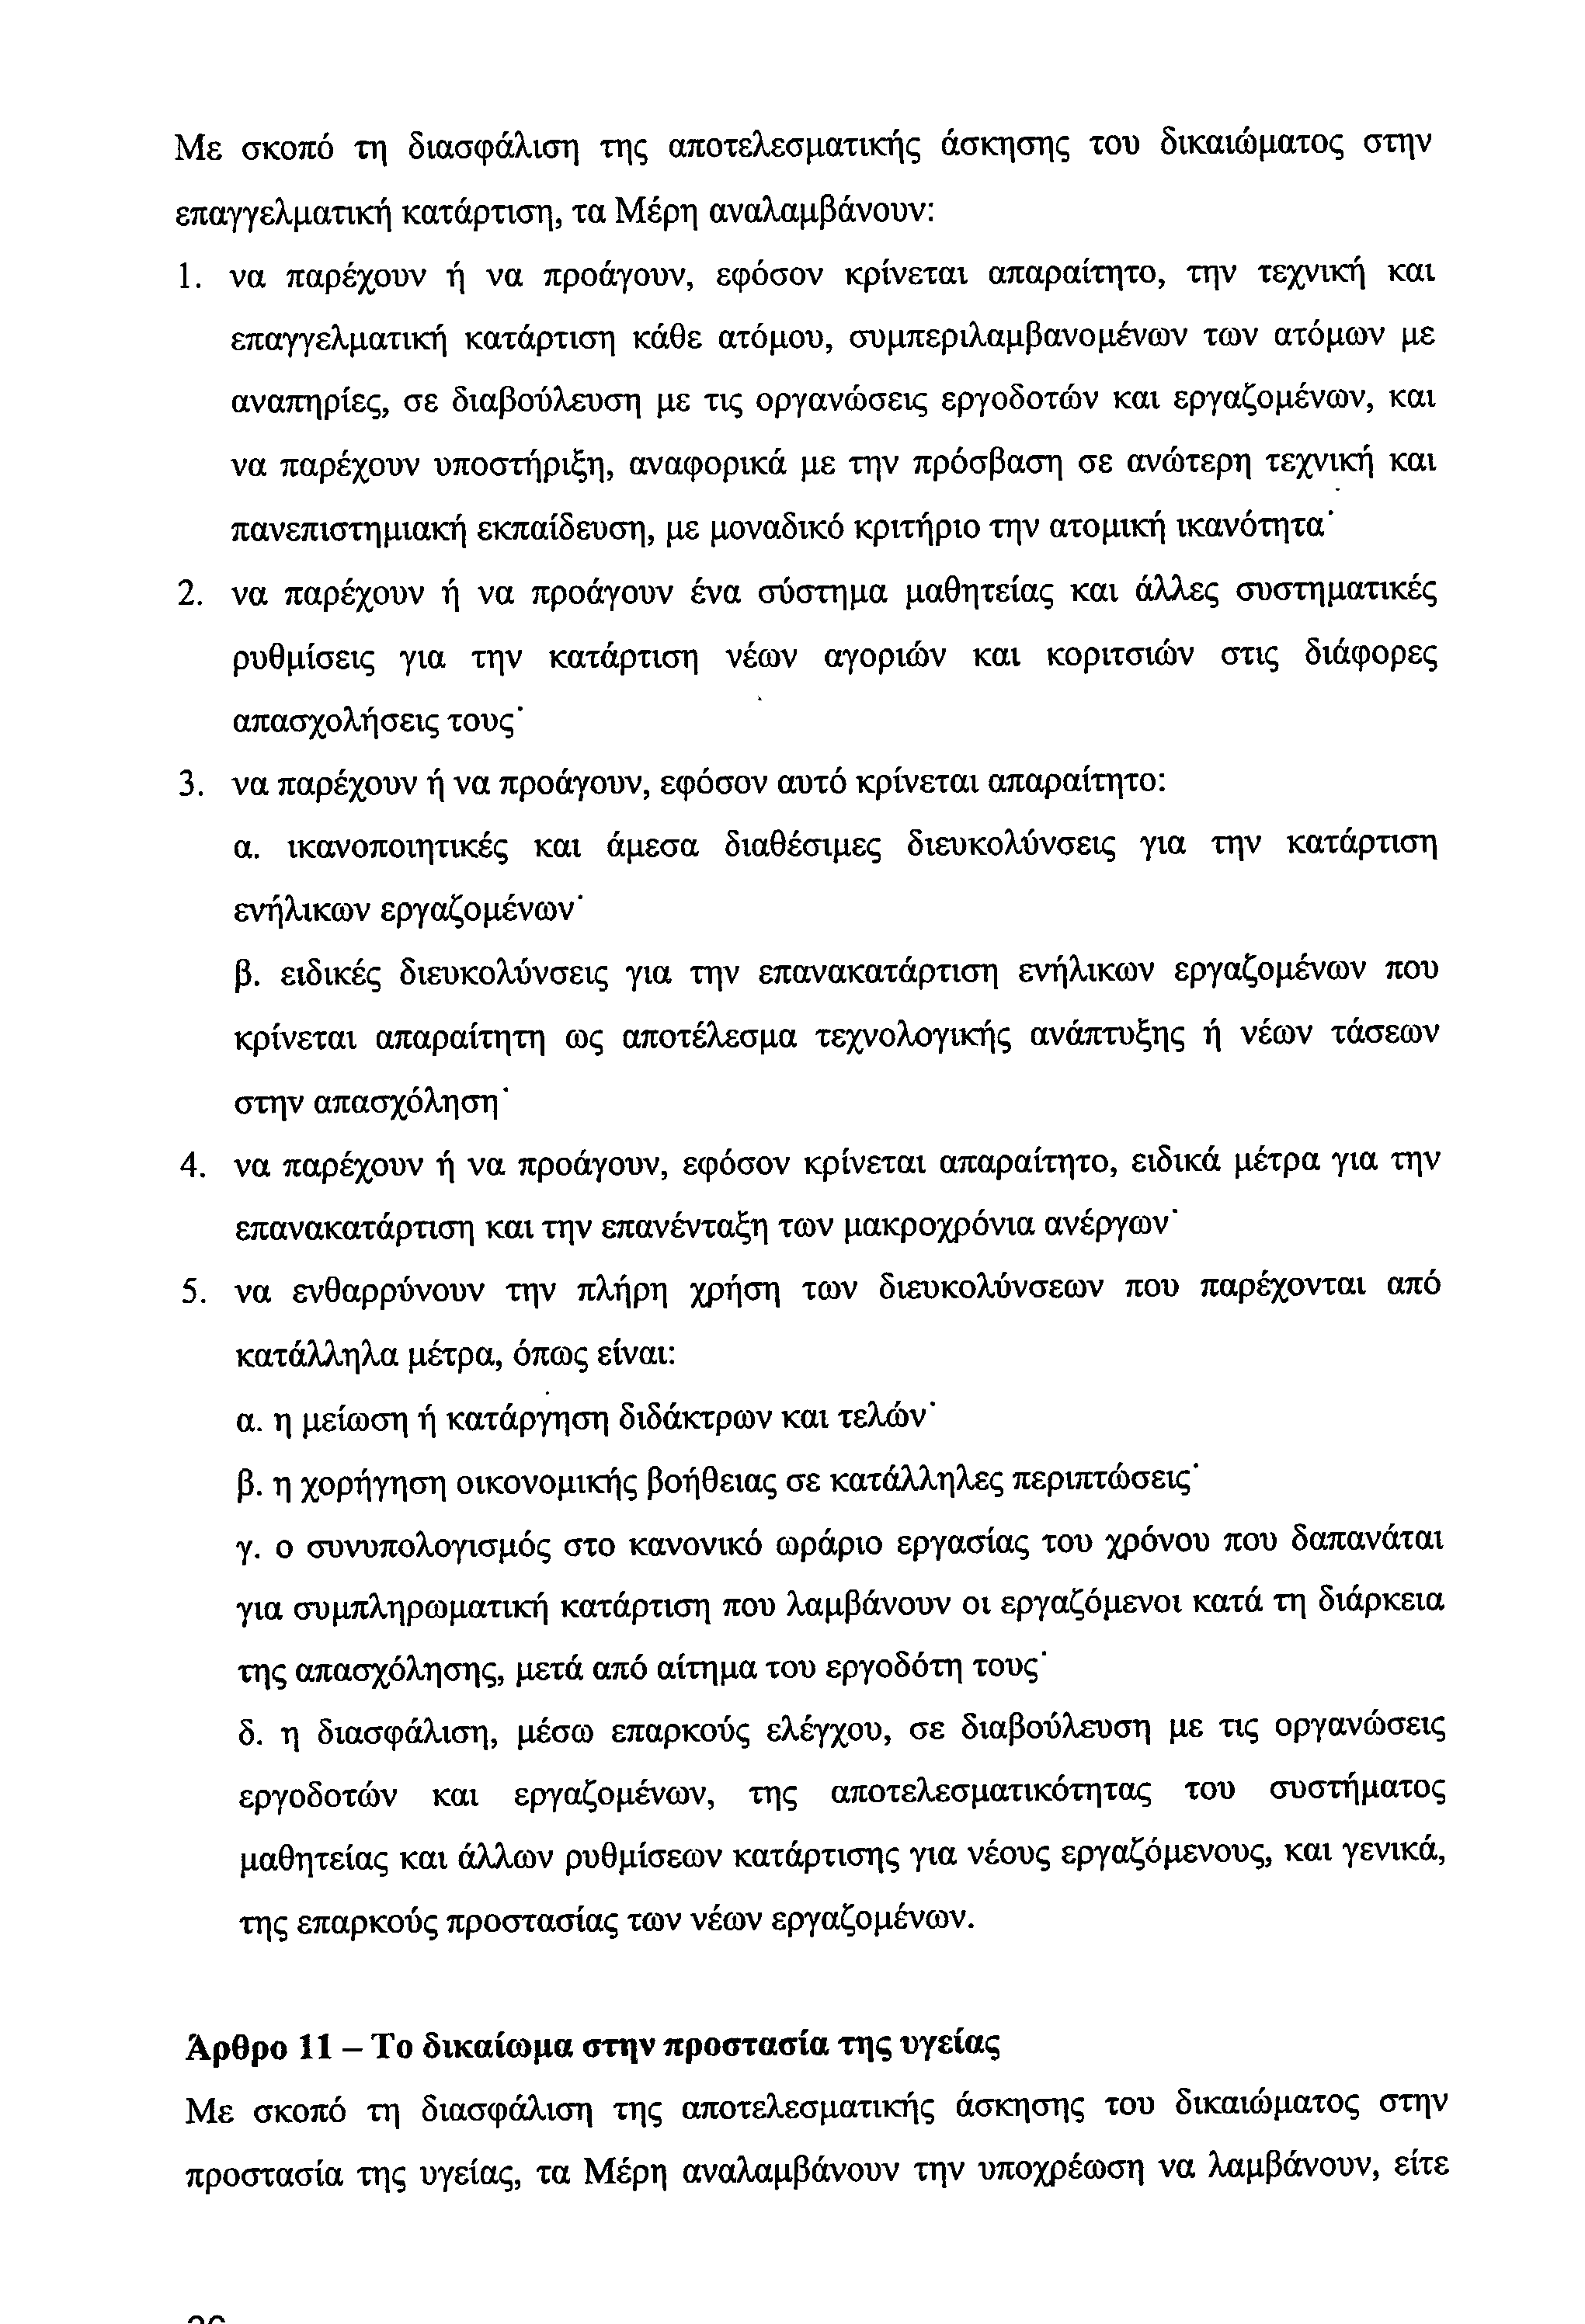 Με σκοπό τη διασφάλιση της αποτελεσματικής άσκησης του δικαιώματος στην
επαγγελματική κατάρτιση, τα Μέρη αναλαμβάνουν:
1. να παρέχουν ή να προάγουν, εφόσον κρίνεται απαραίτητο, την τεχνική και
επαγγελματική κατάρτιση κάθε ατόμου, συμπεριλαμβανομένων των ατόμων με
αναπηρίες, σε διαβούλευση με τις οργανώσεις εργοδοτών και εργαζομένων, και
να παρέχουν υποστήριξη, αναφορικά με την πρόσβαση σε ανώτερη τεχνική και
πανεπιστημιακή εκπαίδευση, με μοναδικό κριτήριο την ατομική ικανότητα˙
2. να παρέχουν ή να προάγουν ένα σύστημα μαθητείας και άλλες συστηματικές
ρυθμίσεις για την κατάρτιση νέων αγοριών και κοριτσιών στις διάφορες
απασχολήσεις τους˙
3. να παρέχουν ή να προάγουν, εφόσον αυτό κρίνεται απαραίτητο:
α. ικανοποιητικές και άμεσα διαθέσιμες διευκολύνσεις για την κατάρτιση
ενήλικων εργαζομένων˙
β. ειδικές διευκολύνσεις για την επανακατάρτιση ενήλικων εργαζομένων που
κρίνεται απαραίτητη ως αποτέλεσμα τεχνολογικής ανάπτυξης ή νέων τάσεων
στην απασχόληση˙
4. να παρέχουν ή να προάγουν, εφόσον κρίνεται απαραίτητο, ειδικά μέτρα για την
επανακατάρτιση και την επανένταξη των μακροχρόνια ανέργων˙
5. να ενθαρρύνουν την πλήρη χρήση των διευκολύνσεων που παρέχονται από
κατάλληλα μέτρα, όπως είναι:
α. η μείωση ή κατάργηση διδάκτρων και τελών˙
β. η χορήγηση οικονομικής βοήθειας σε κατάλληλες περιπτώσεις˙
γ. ο συνυπολογισμός στο κανονικό ωράριο εργασίας του χρόνου που δαπανάται
για συμπληρωματική κατάρτιση που λαμβάνουν οι εργαζόμενοι κατά τη διάρκεια
της απασχόλησης, μετά από αίτημα του εργοδότη τους˙
δ. η διασφάλιση, μέσω επαρκούς ελέγχου, σε διαβούλευση με τις οργανώσεις
εργοδοτών και εργαζομένων, της αποτελεσματικότητας του συστήματος
μαθητείας και άλλων ρυθμίσεων κατάρτισης για νέους εργαζόμενους, και γενικά,
της επαρκούς προστασίας των νέων εργαζομένων.
Άρθρο 11 – Το δικαίωμα στην προστασία της υγείας
Με σκοπό τη διασφάλιση της αποτελεσματικής άσκησης του δικαιώματος στην
προστασία της υγείας, τα Μέρη αναλαμβάνουν την υποχρέωση να λαμβάνουν, είτε